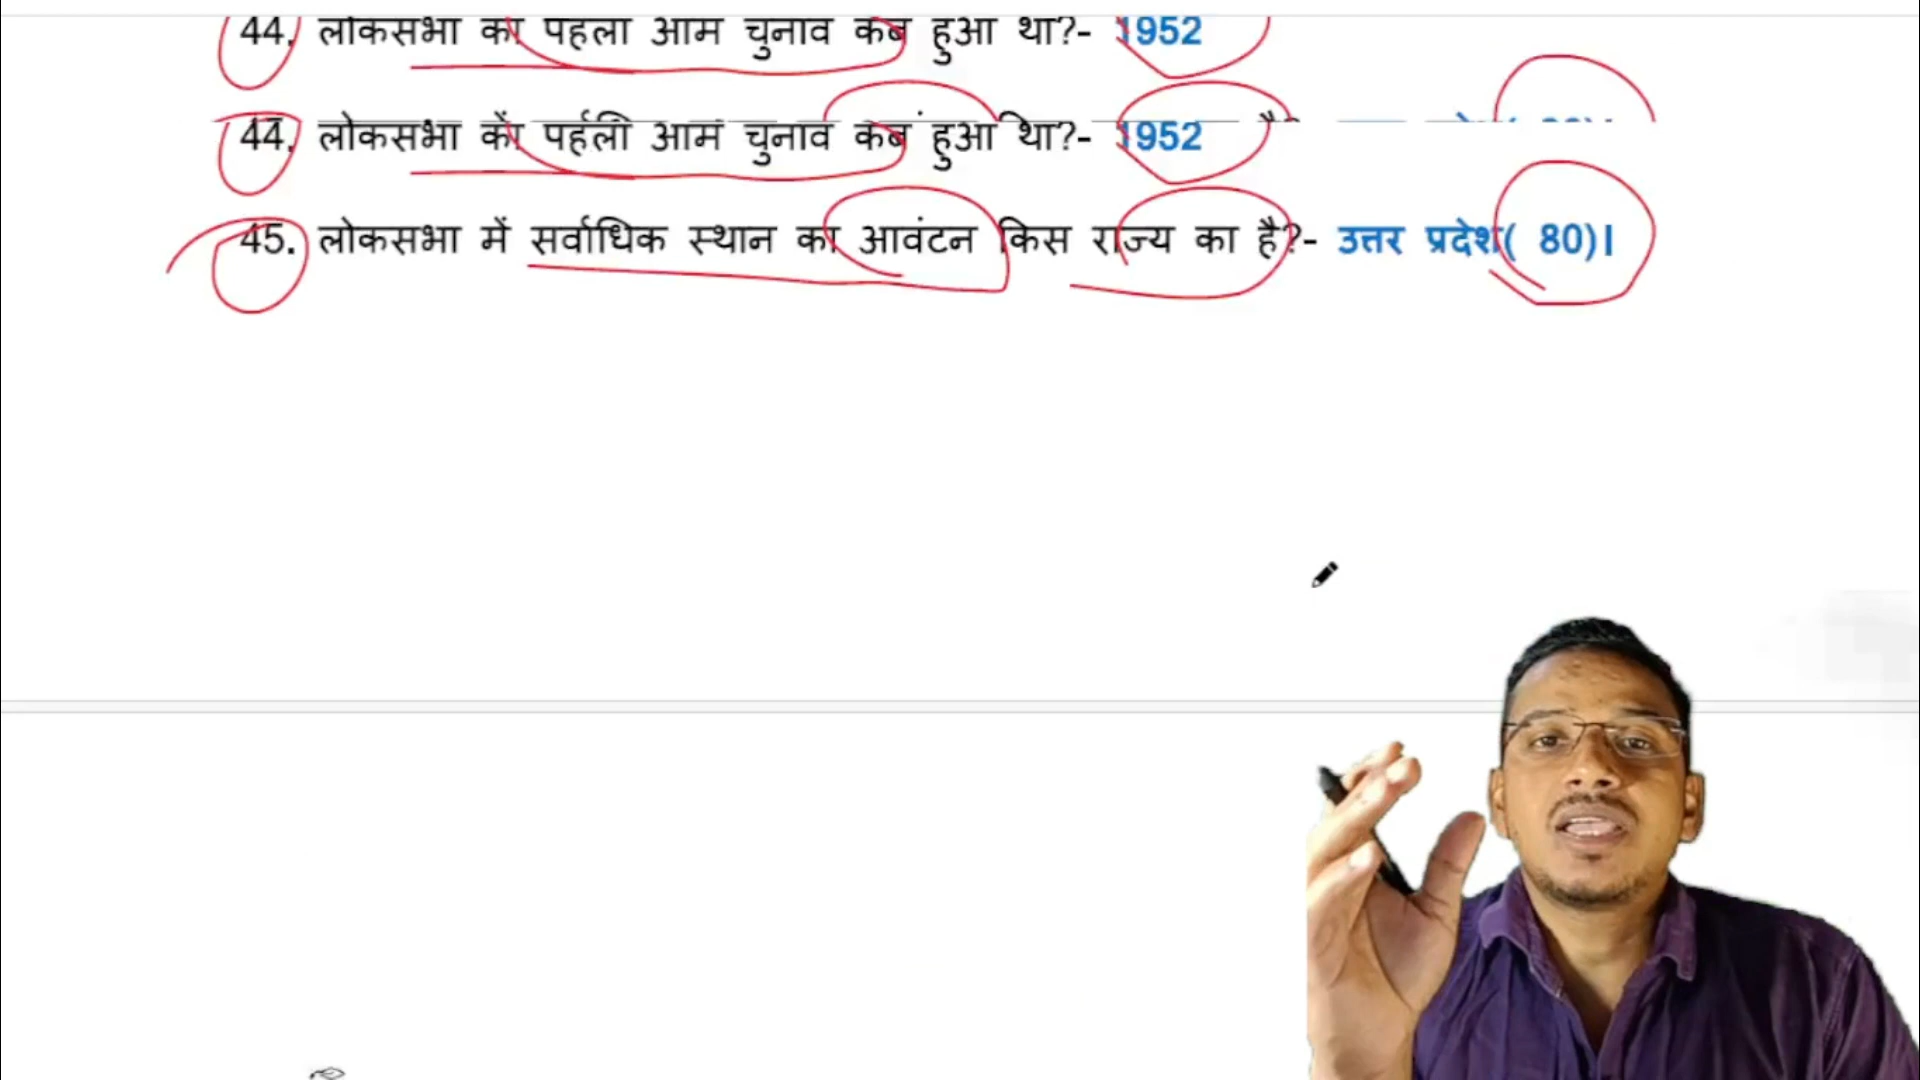 44. लोकसभा का पहला आम चुनाव कब हुआ था?- 1952
44. लोकसभा का पहला आम चुनाव कब हुआ था?- 1952
45. लोकसभा में सर्वाधिक स्थान का आवंटन किस राज्य का है?- उत्तर प्रदेश( 80)।